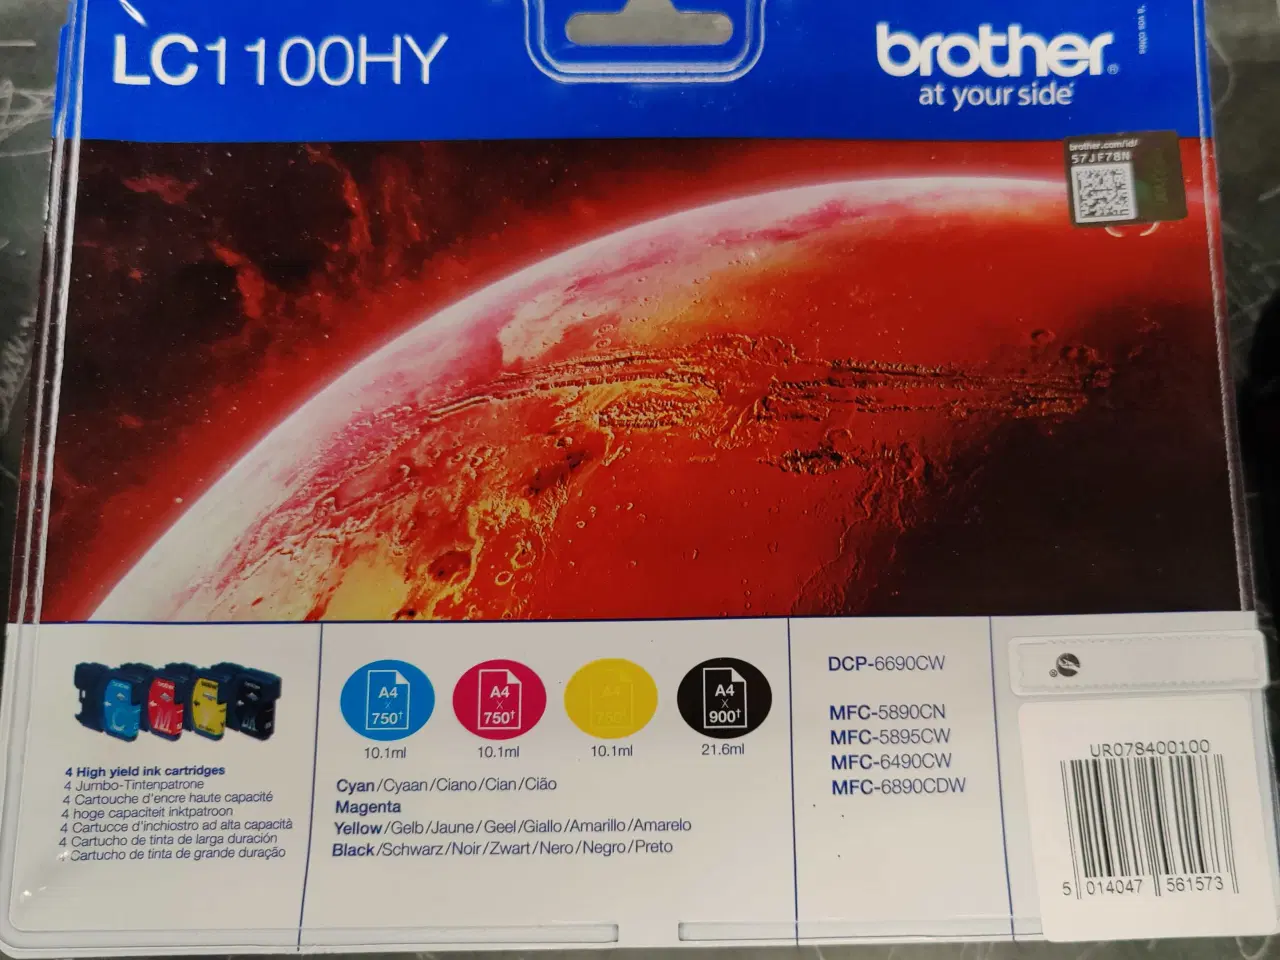 LC1100HY
brother
at your side
brother.com/id/
57JF78N
A4
x
750†
10.1ml
A4
x
750†
10.1ml
A4
x
750†
10.1ml
A4
x
900†
21.6ml
4 High yield ink cartridges
4 Jumbo-Tintenpatrone
4 Cartouche d'encre haute capacité
4 hoge capaciteit inktpatroon
4 Cartucce d'inchiostro ad alta capacità
4 Cartucho de tinta de larga duración
4 Cartucho de tinta de grande duração
Cyan/Cyaan/Ciano/Cian/Cião
Magenta
Yellow/Gelb/Jaune/Geel/Giallo/Amarillo/Amarelo
Black/Schwarz/Noir/Zwart/Nero/Negro/Preto
DCP-6690CW
MFC-5890CN
MFC-5895CW
MFC-6490CW
MFC-6890CDW
UR078400100
5 014047 561573